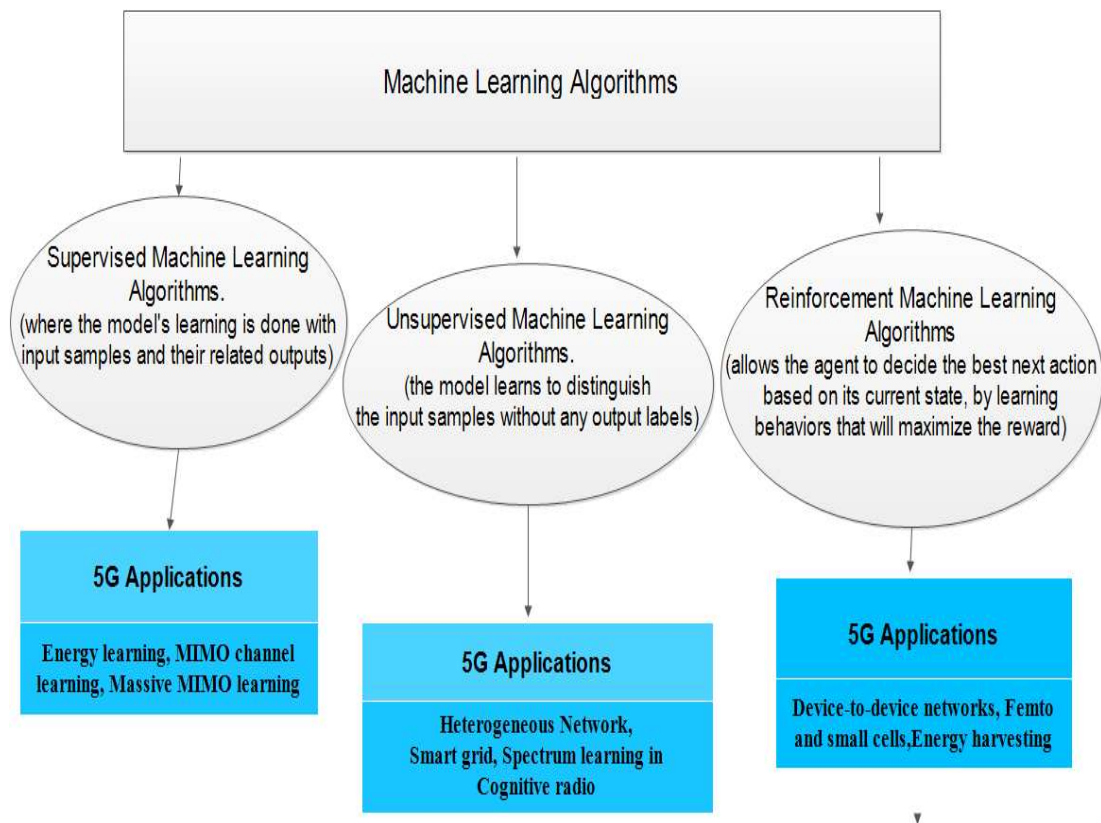 Machine Learning Algorithms
Supervised Machine Learning
Algorithms.
(where the model's learning is done with
input samples and their related outputs)
Unsupervised Machine Learning
Algorithms.
(the model learns to distinguish
the input samples without any output labels)
Reinforcement Machine Learning
Algorithms
(allows the agent to decide the best next action
based on its current state, by learning
behaviors that will maximize the reward)
5G Applications
Energy learning, MIMO channel
learning, Massive MIMO learning
5G Applications
Heterogeneous Network,
Smart grid, Spectrum learning in
Cognitive radio
5G Applications
Device-to-device networks, Femto
and small cells,Energy harvesting